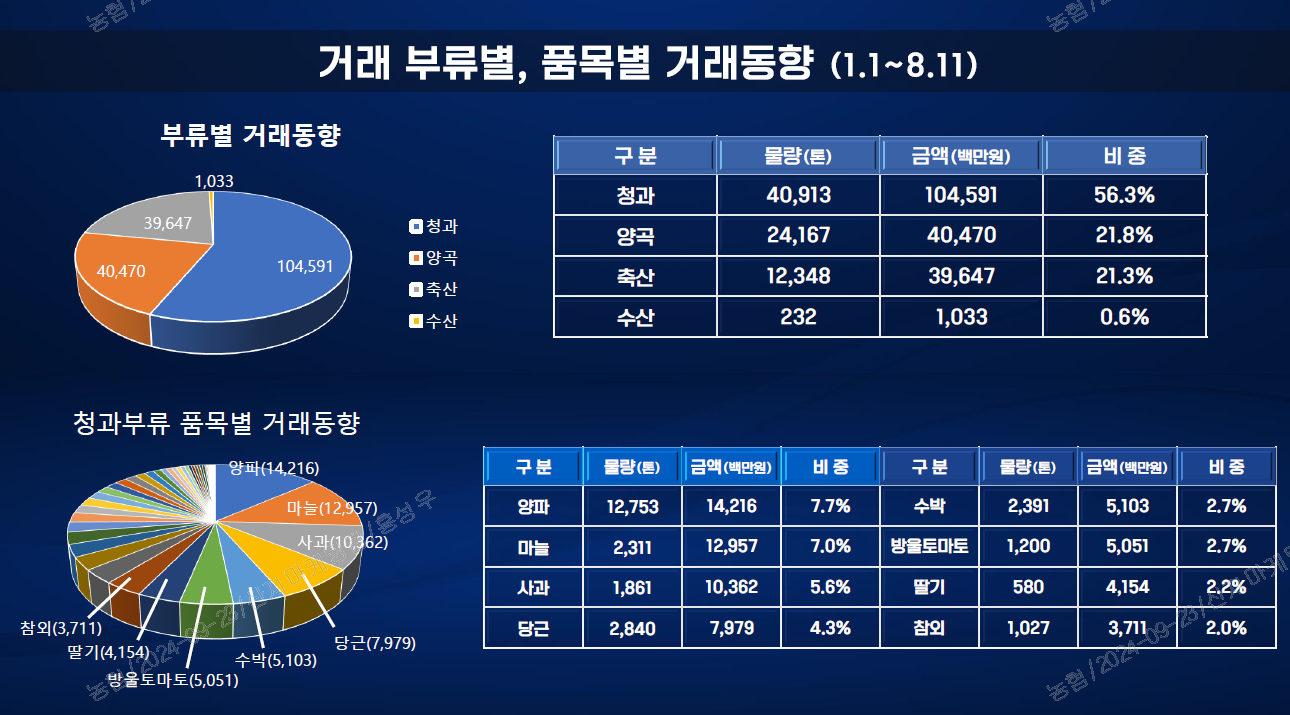 거래 부류별, 품목별 거래동향 (1.1~8.11)
부류별 거래동향
1,033
39,647
40,470
104,591
청과
양곡
축산
수산
구 분 물량(톤) 금액(백만원) 비 중
청과 40,913 104,591 56.3%
양곡 24,167 40,470 21.8%
축산 12,348 39,647 21.3%
수산 232 1,033 0.6%
청과부류 품목별 거래동향
양파(14,216)
마늘(12,957)
사과(10,362)
당근(7,979)
수박(5,103)
방울토마토(5,051)
딸기(4,154)
참외(3,711)
구 분 물량(톤) 금액(백만원) 비 중 구 분 물량(톤) 금액(백만원) 비 중
양파 12,753 14,216 7.7% 수박 2,391 5,103 2.7%
마늘 2,311 12,957 7.0% 방울토마토 1,200 5,051 2.7%
사과 1,861 10,362 5.6% 딸기 580 4,154 2.2%
당근 2,840 7,979 4.3% 참외 1,027 3,711 2.0%